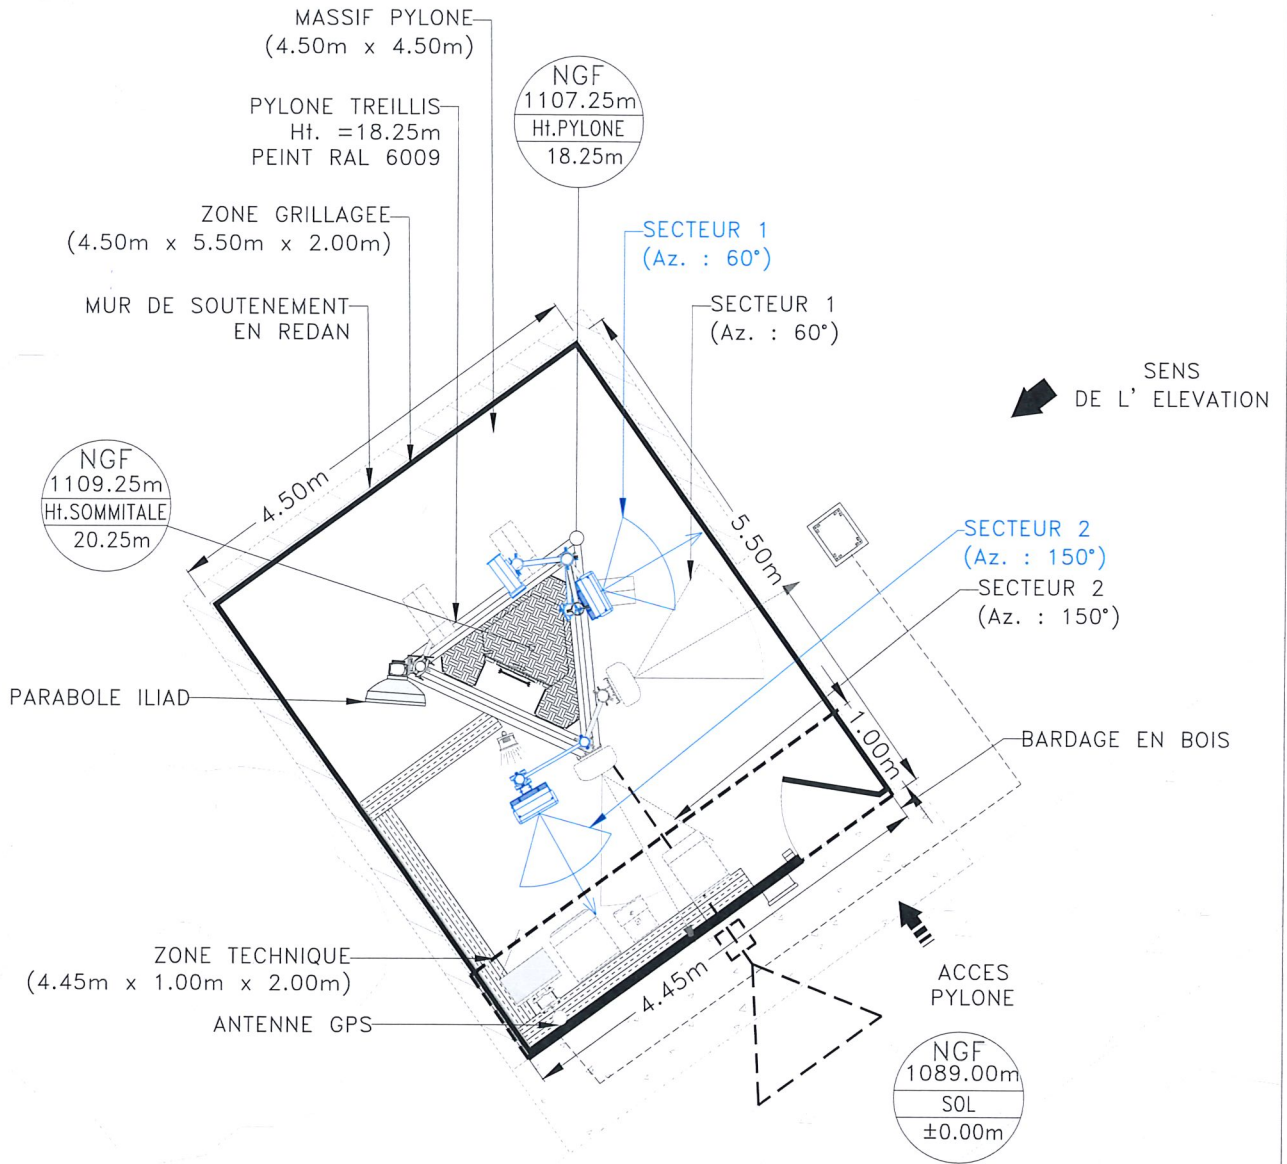 MASSIF PYLONE
(4.50m x 4.50m)
NGF
1107.25m
Ht.PYLONE
18.25m
PYLONE TREILLIS
Ht. =18.25m
PEINT RAL 6009
ZONE GRILLAGEE
(4.50m x 5.50m x 2.00m)
SECTEUR 1
(Az. : 60°)
MUR DE SOUTENEMENT
EN REDAN
SECTEUR 1
(Az. : 60°)
SENS
DE L' ELEVATION
NGF
1109.25m
Ht.SOMMITALE
20.25m
4.50m
5.50m
SECTEUR 2
(Az. : 150°)
SECTEUR 2
(Az. : 150°)
PARABOLE ILIAD
1.00m
BARDAGE EN BOIS
ZONE TECHNIQUE
(4.45m x 1.00m x 2.00m)
4.45m
ACCES
PYLONE
ANTENNE GPS
NGF
1089.00m
SOL
±0.00m